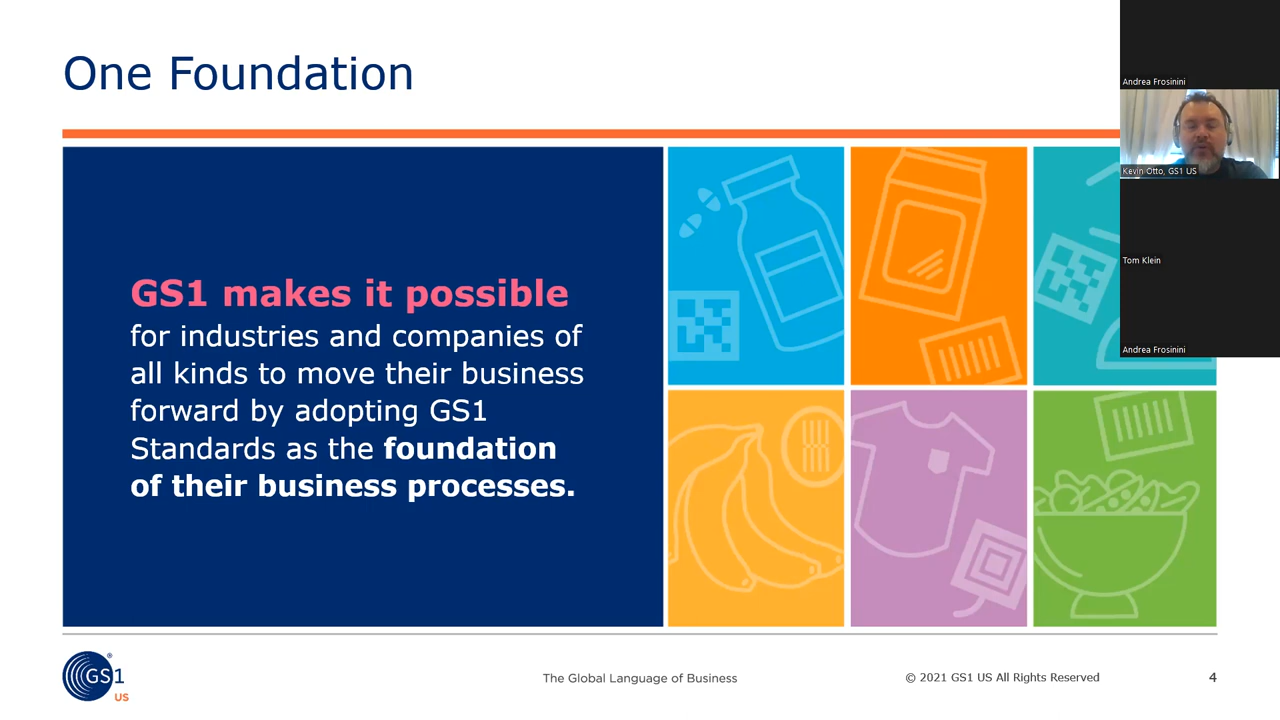 One Foundation
Andrea Frosinini
Kevin Otto, GS1 US
Tom Klein
Andrea Frosinini
GS1 makes it possible
for industries and companies of
all kinds to move their business
forward by adopting GS1
Standards as the foundation
of their business processes.
GS1 ®
US
The Global Language of Business
© 2021 GS1 US All Rights Reserved
4